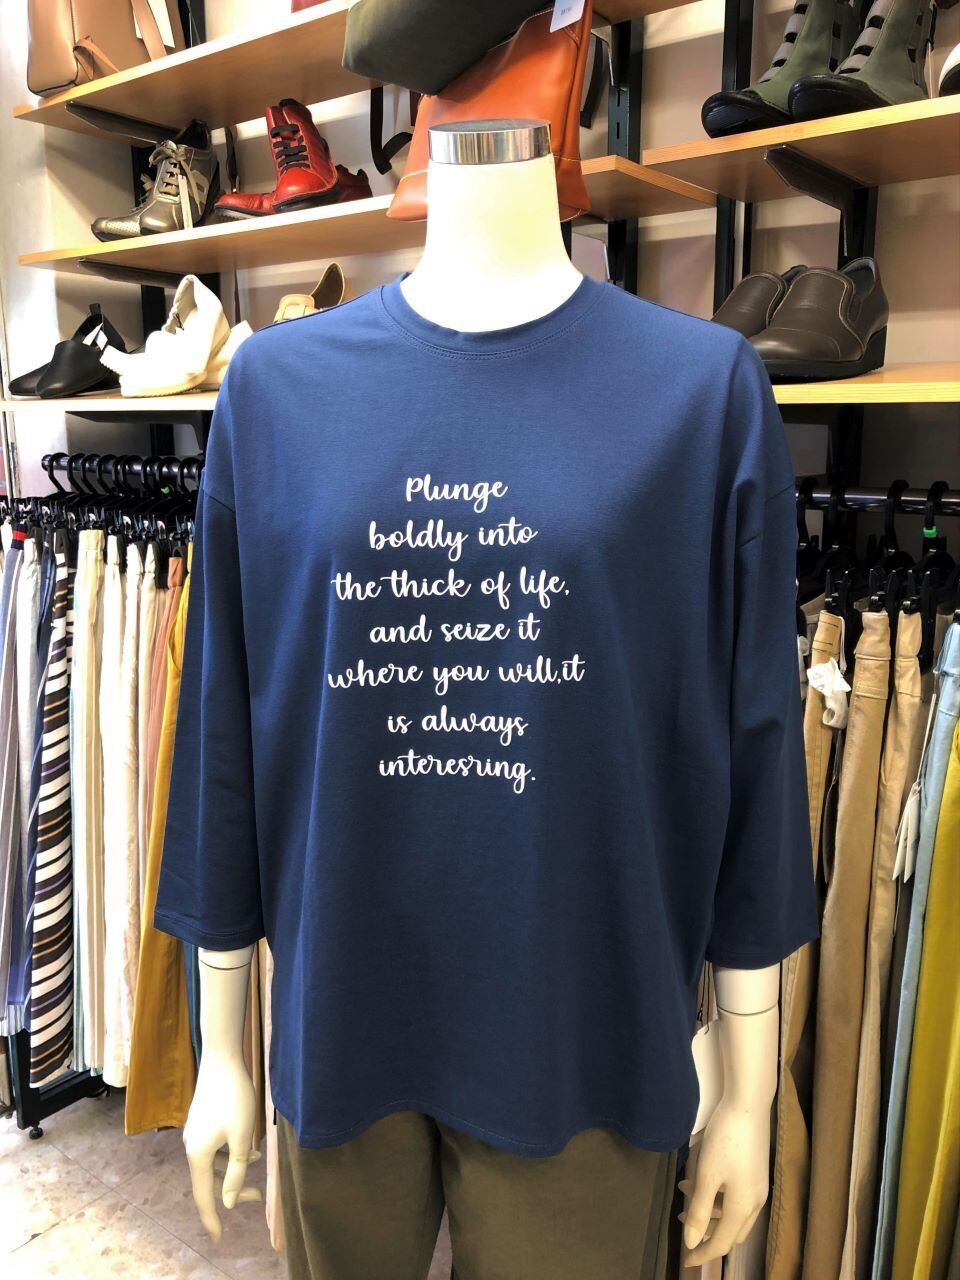 Plunge
boldly into
the thick of life,
and seize it
where you will,it
is always
interesring.